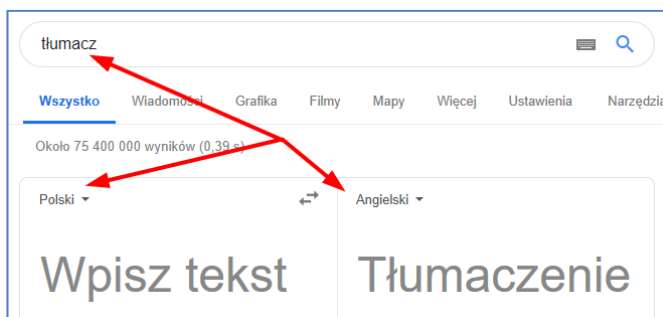 tłumacz
Wszystko Wiadomości Grafika Filmy Mapy Więcej Ustawienia Narzędzia
Około 75 400 000 wyników (0,39 s)
Polski Angielski
Wpisz tekst Tłumaczenie